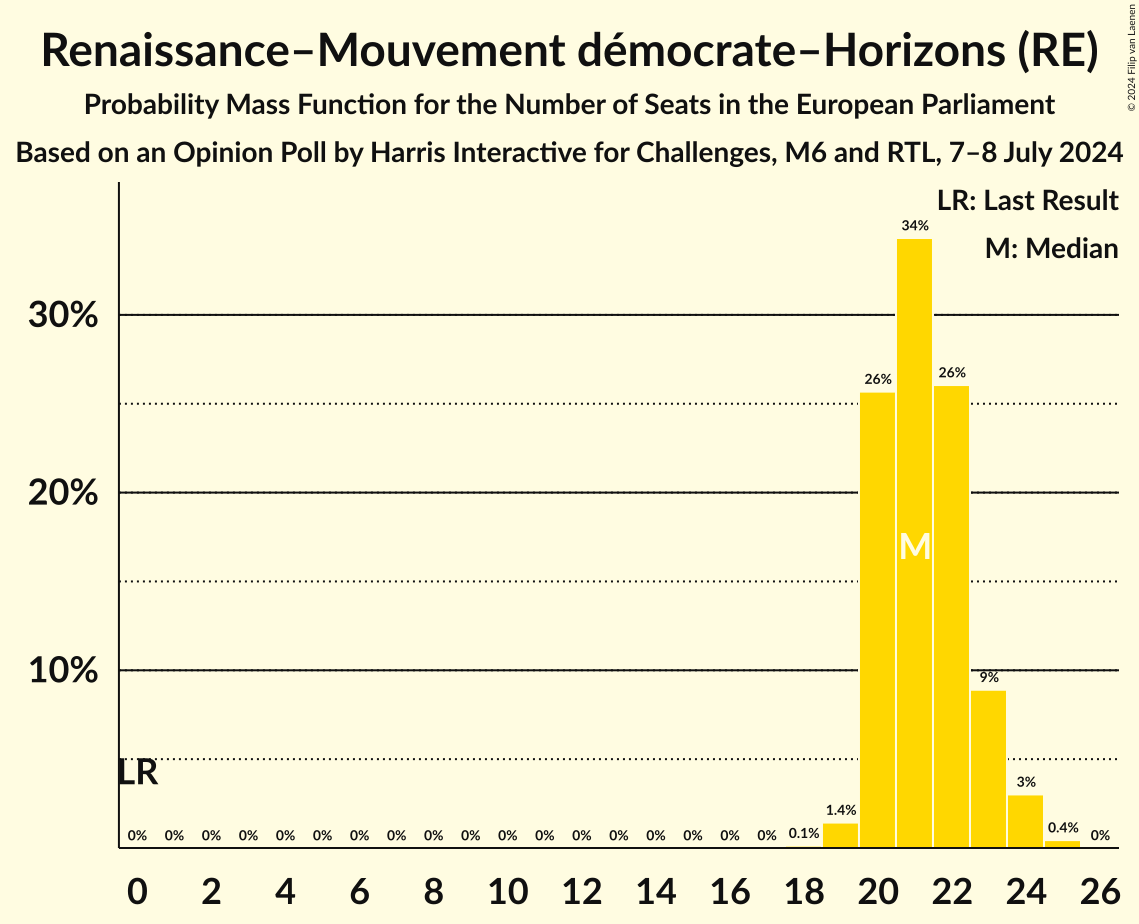 Renaissance–Mouvement démocrate–Horizons (RE)
Probability Mass Function for the Number of Seats in the European Parliament
Based on an Opinion Poll by Harris Interactive for Challenges, M6 and RTL, 7–8 July 2024
© 2024 Filip van Laenen
LR: Last Result
M: Median
34%
30%
26% 26%
20%
M
10%
9%
LR
3%
1.4%
0% 0% 0% 0% 0% 0% 0% 0% 0% 0% 0% 0% 0% 0% 0% 0% 0% 0% 0.1% 0.4% 0%
0 2 4 6 8 10 12 14 16 18 20 22 24 26